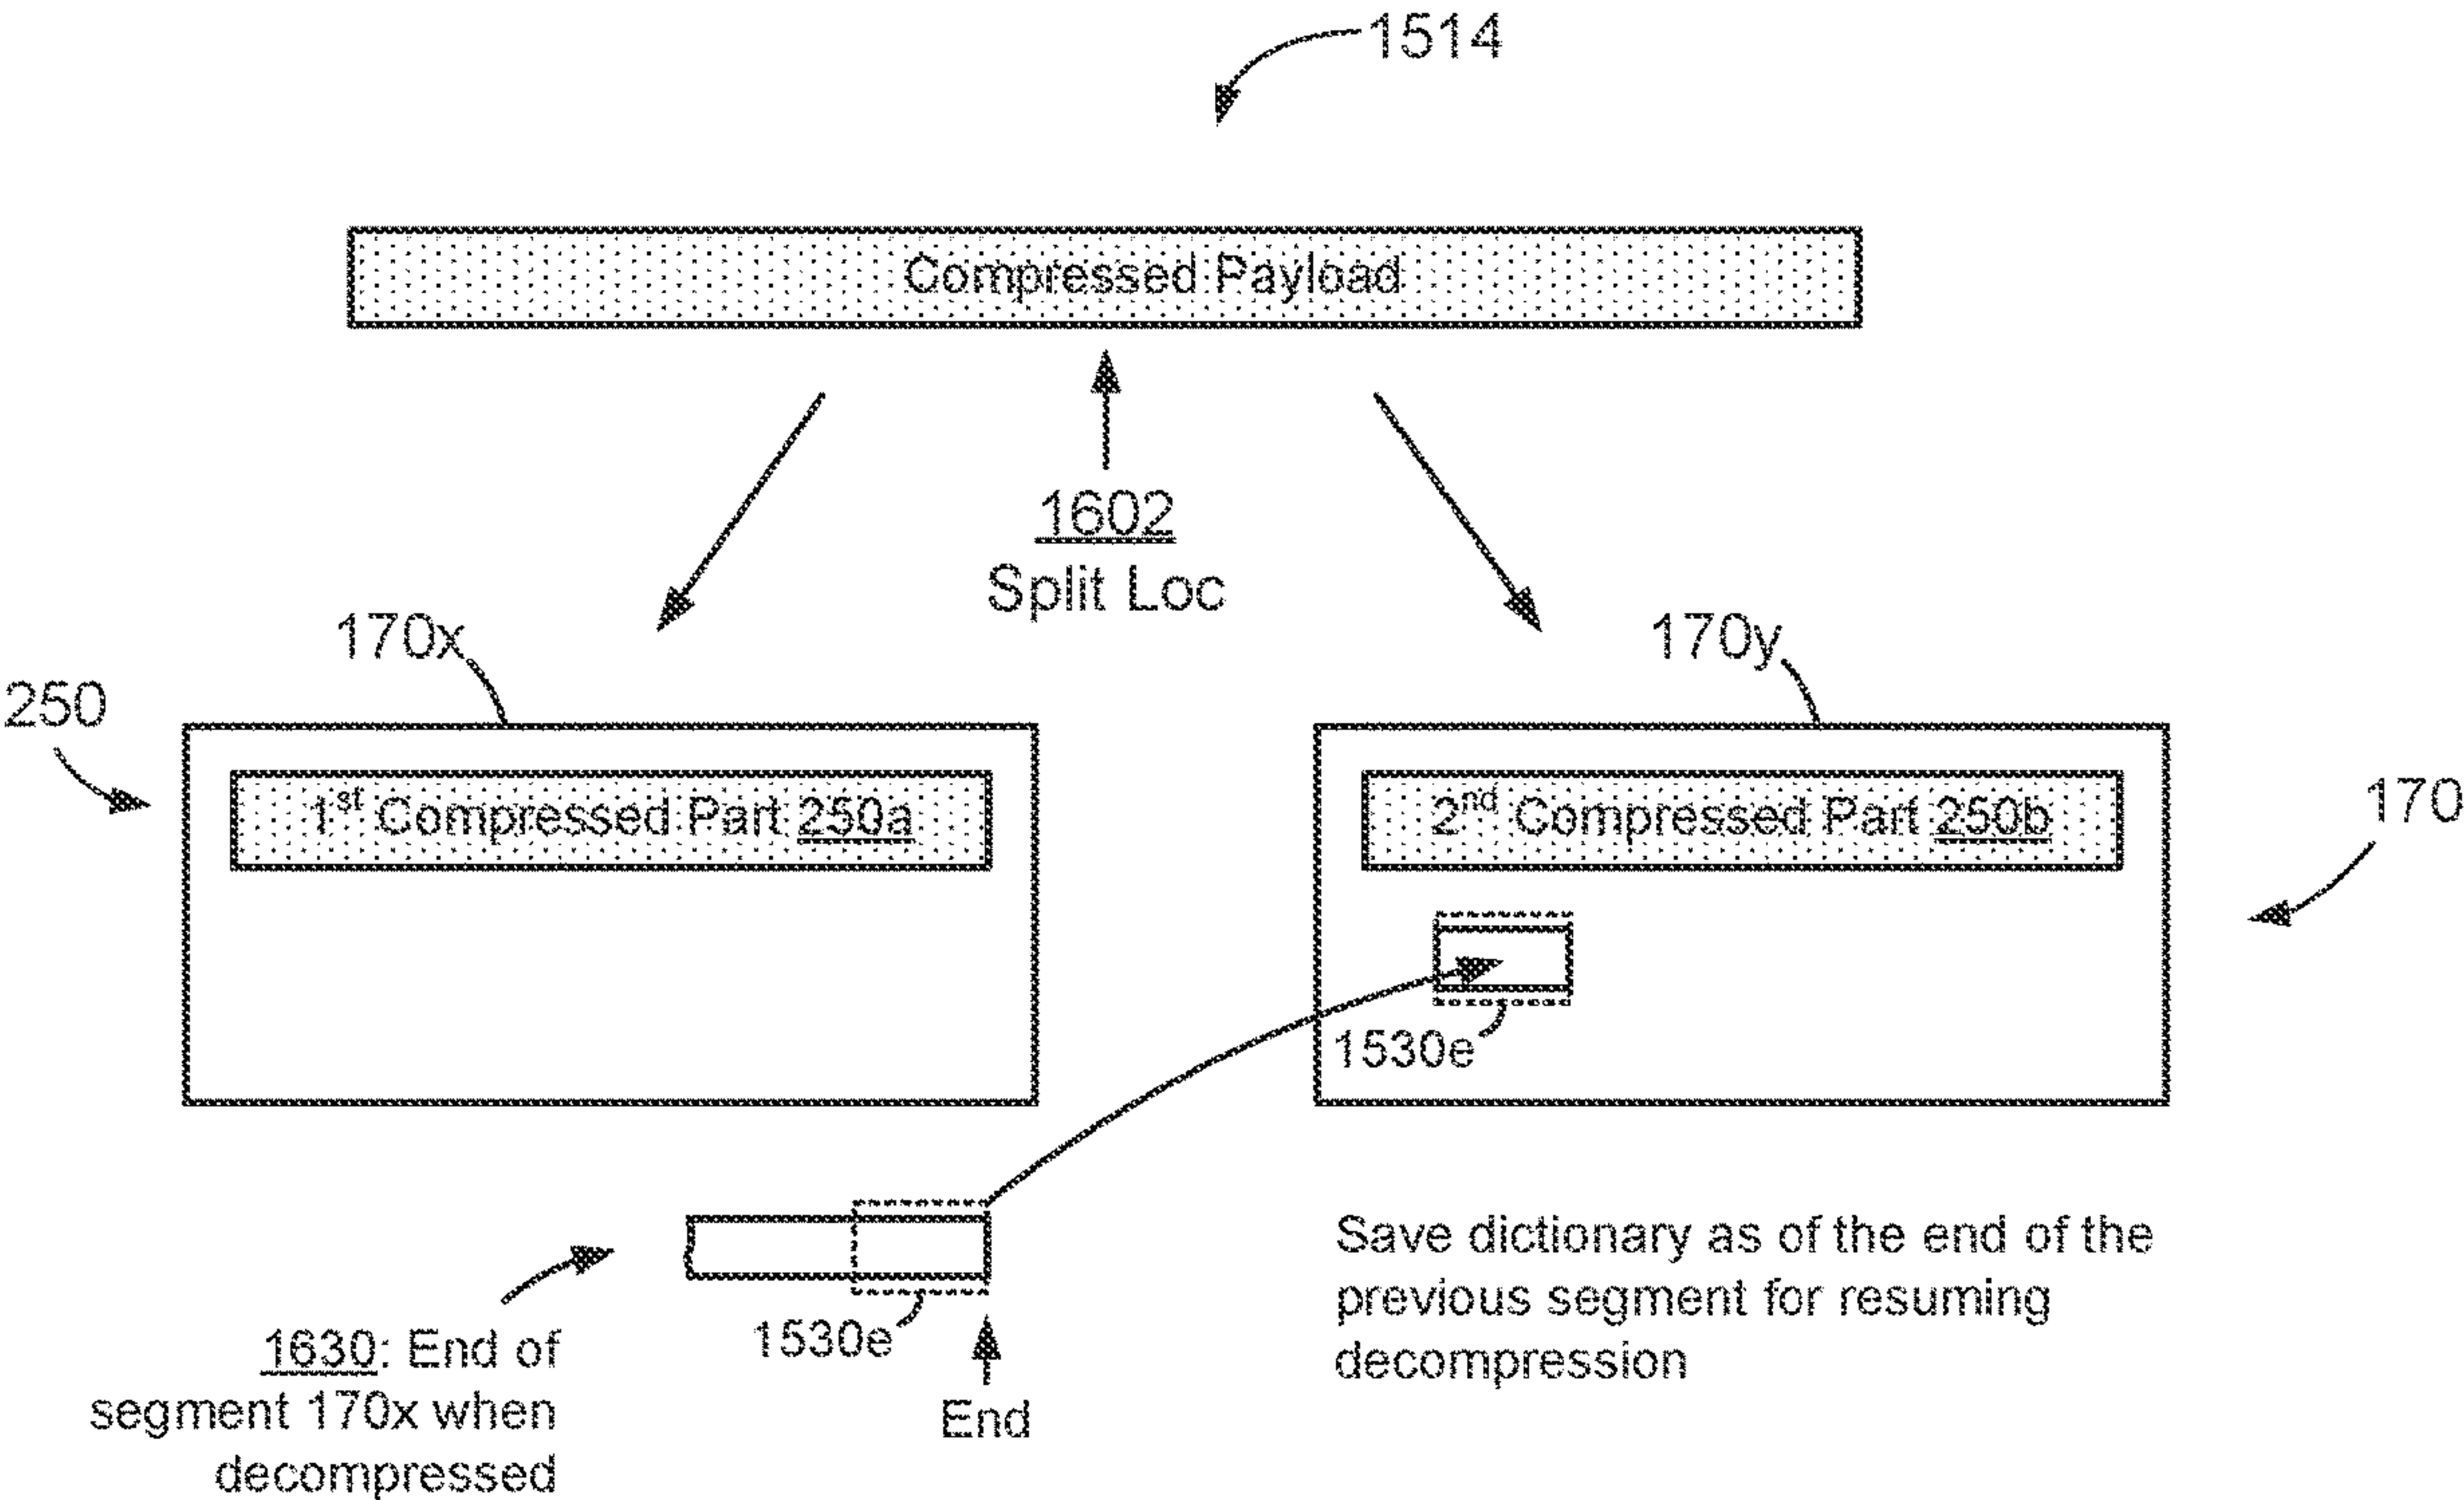 1514
Compressed Payload
1602
Split Loc
170x
170y
250
1st Compressed Part 250a
2nd Compressed Part 250b
170
1530e
1530e
End
1630: End of
segment 170x when
decompressed
Save dictionary as of the end of the
previous segment for resuming
decompression